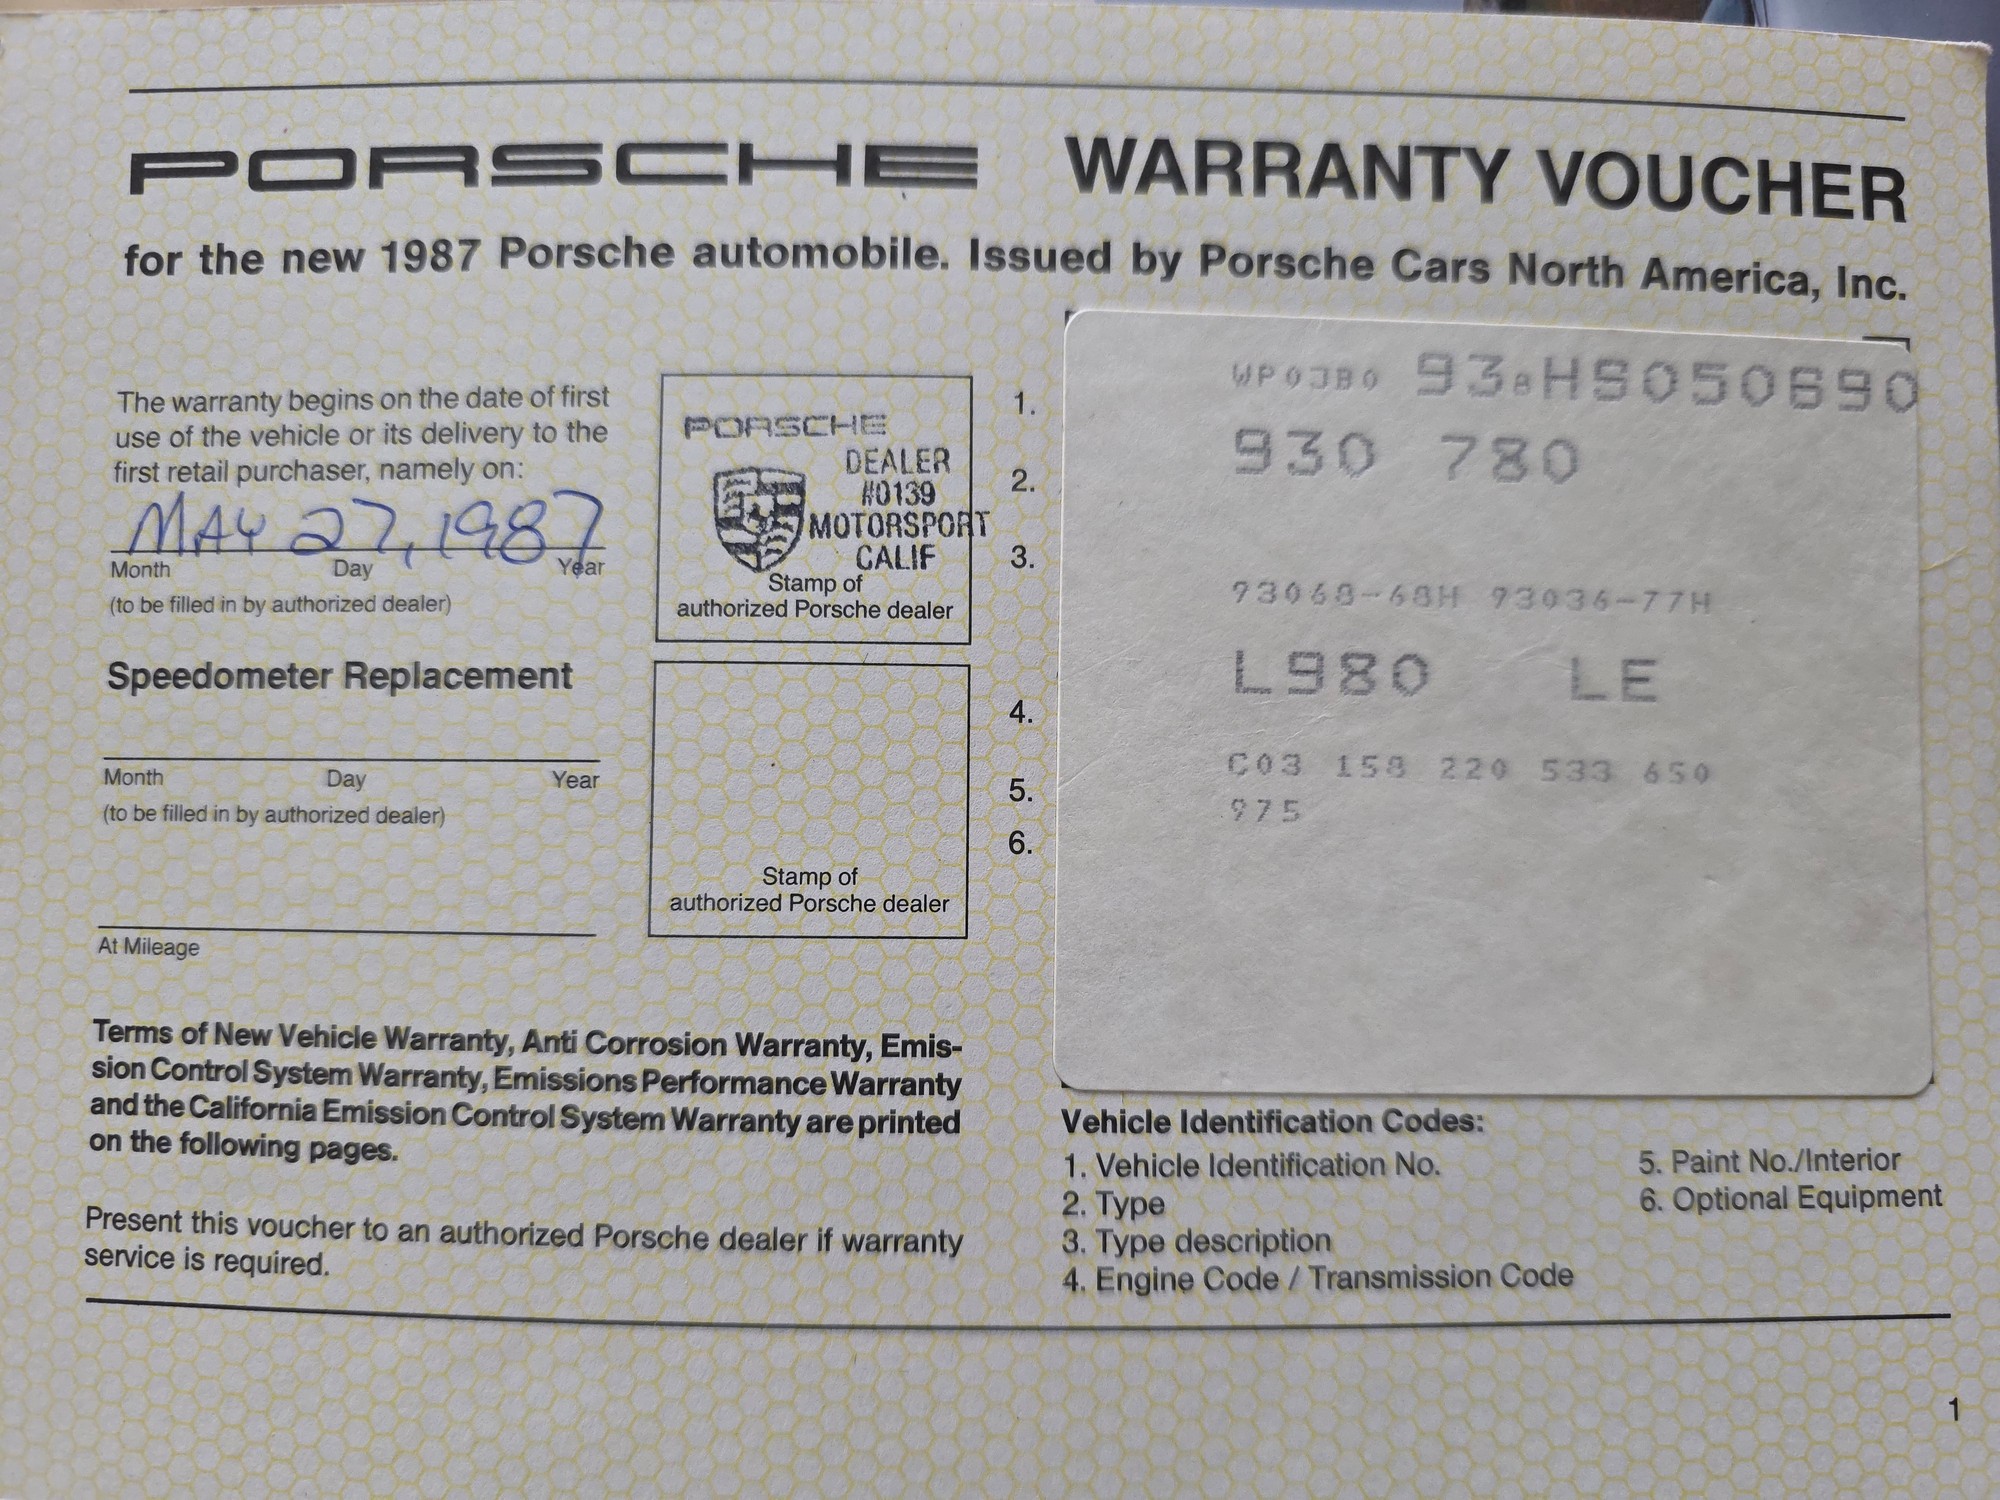 PORSCHE WARRANTY VOUCHER
for the new 1987 Porsche automobile. Issued by Porsche Cars North America, Inc.
The warranty begins on the date of first
use of the vehicle or its delivery to the
first retail purchaser, namely on:
MAY 27, 1987
Month Day Year
(to be filled in by authorized dealer)
PORSCHE
DEALER
#0139
MOTORSPORT
CALIF
Stamp of
authorized Porsche dealer
Speedometer Replacement
Month Day Year
(to be filled in by authorized dealer)
At Mileage
Stamp of
authorized Porsche dealer
1. WP0JB0 938HS050690
2. 930 780
3. 93068-68H 93036-77H
4. L980 LE
5. C03 158 220 533 650
6. 975
Terms of New Vehicle Warranty, Anti Corrosion Warranty, Emis-
sion Control System Warranty, Emissions Performance Warranty
and the California Emission Control System Warranty are printed
on the following pages.
Present this voucher to an authorized Porsche dealer if warranty
service is required.
Vehicle Identification Codes:
1. Vehicle Identification No.
2. Type
3. Type description
4. Engine Code / Transmission Code
5. Paint No./Interior
6. Optional Equipment
1